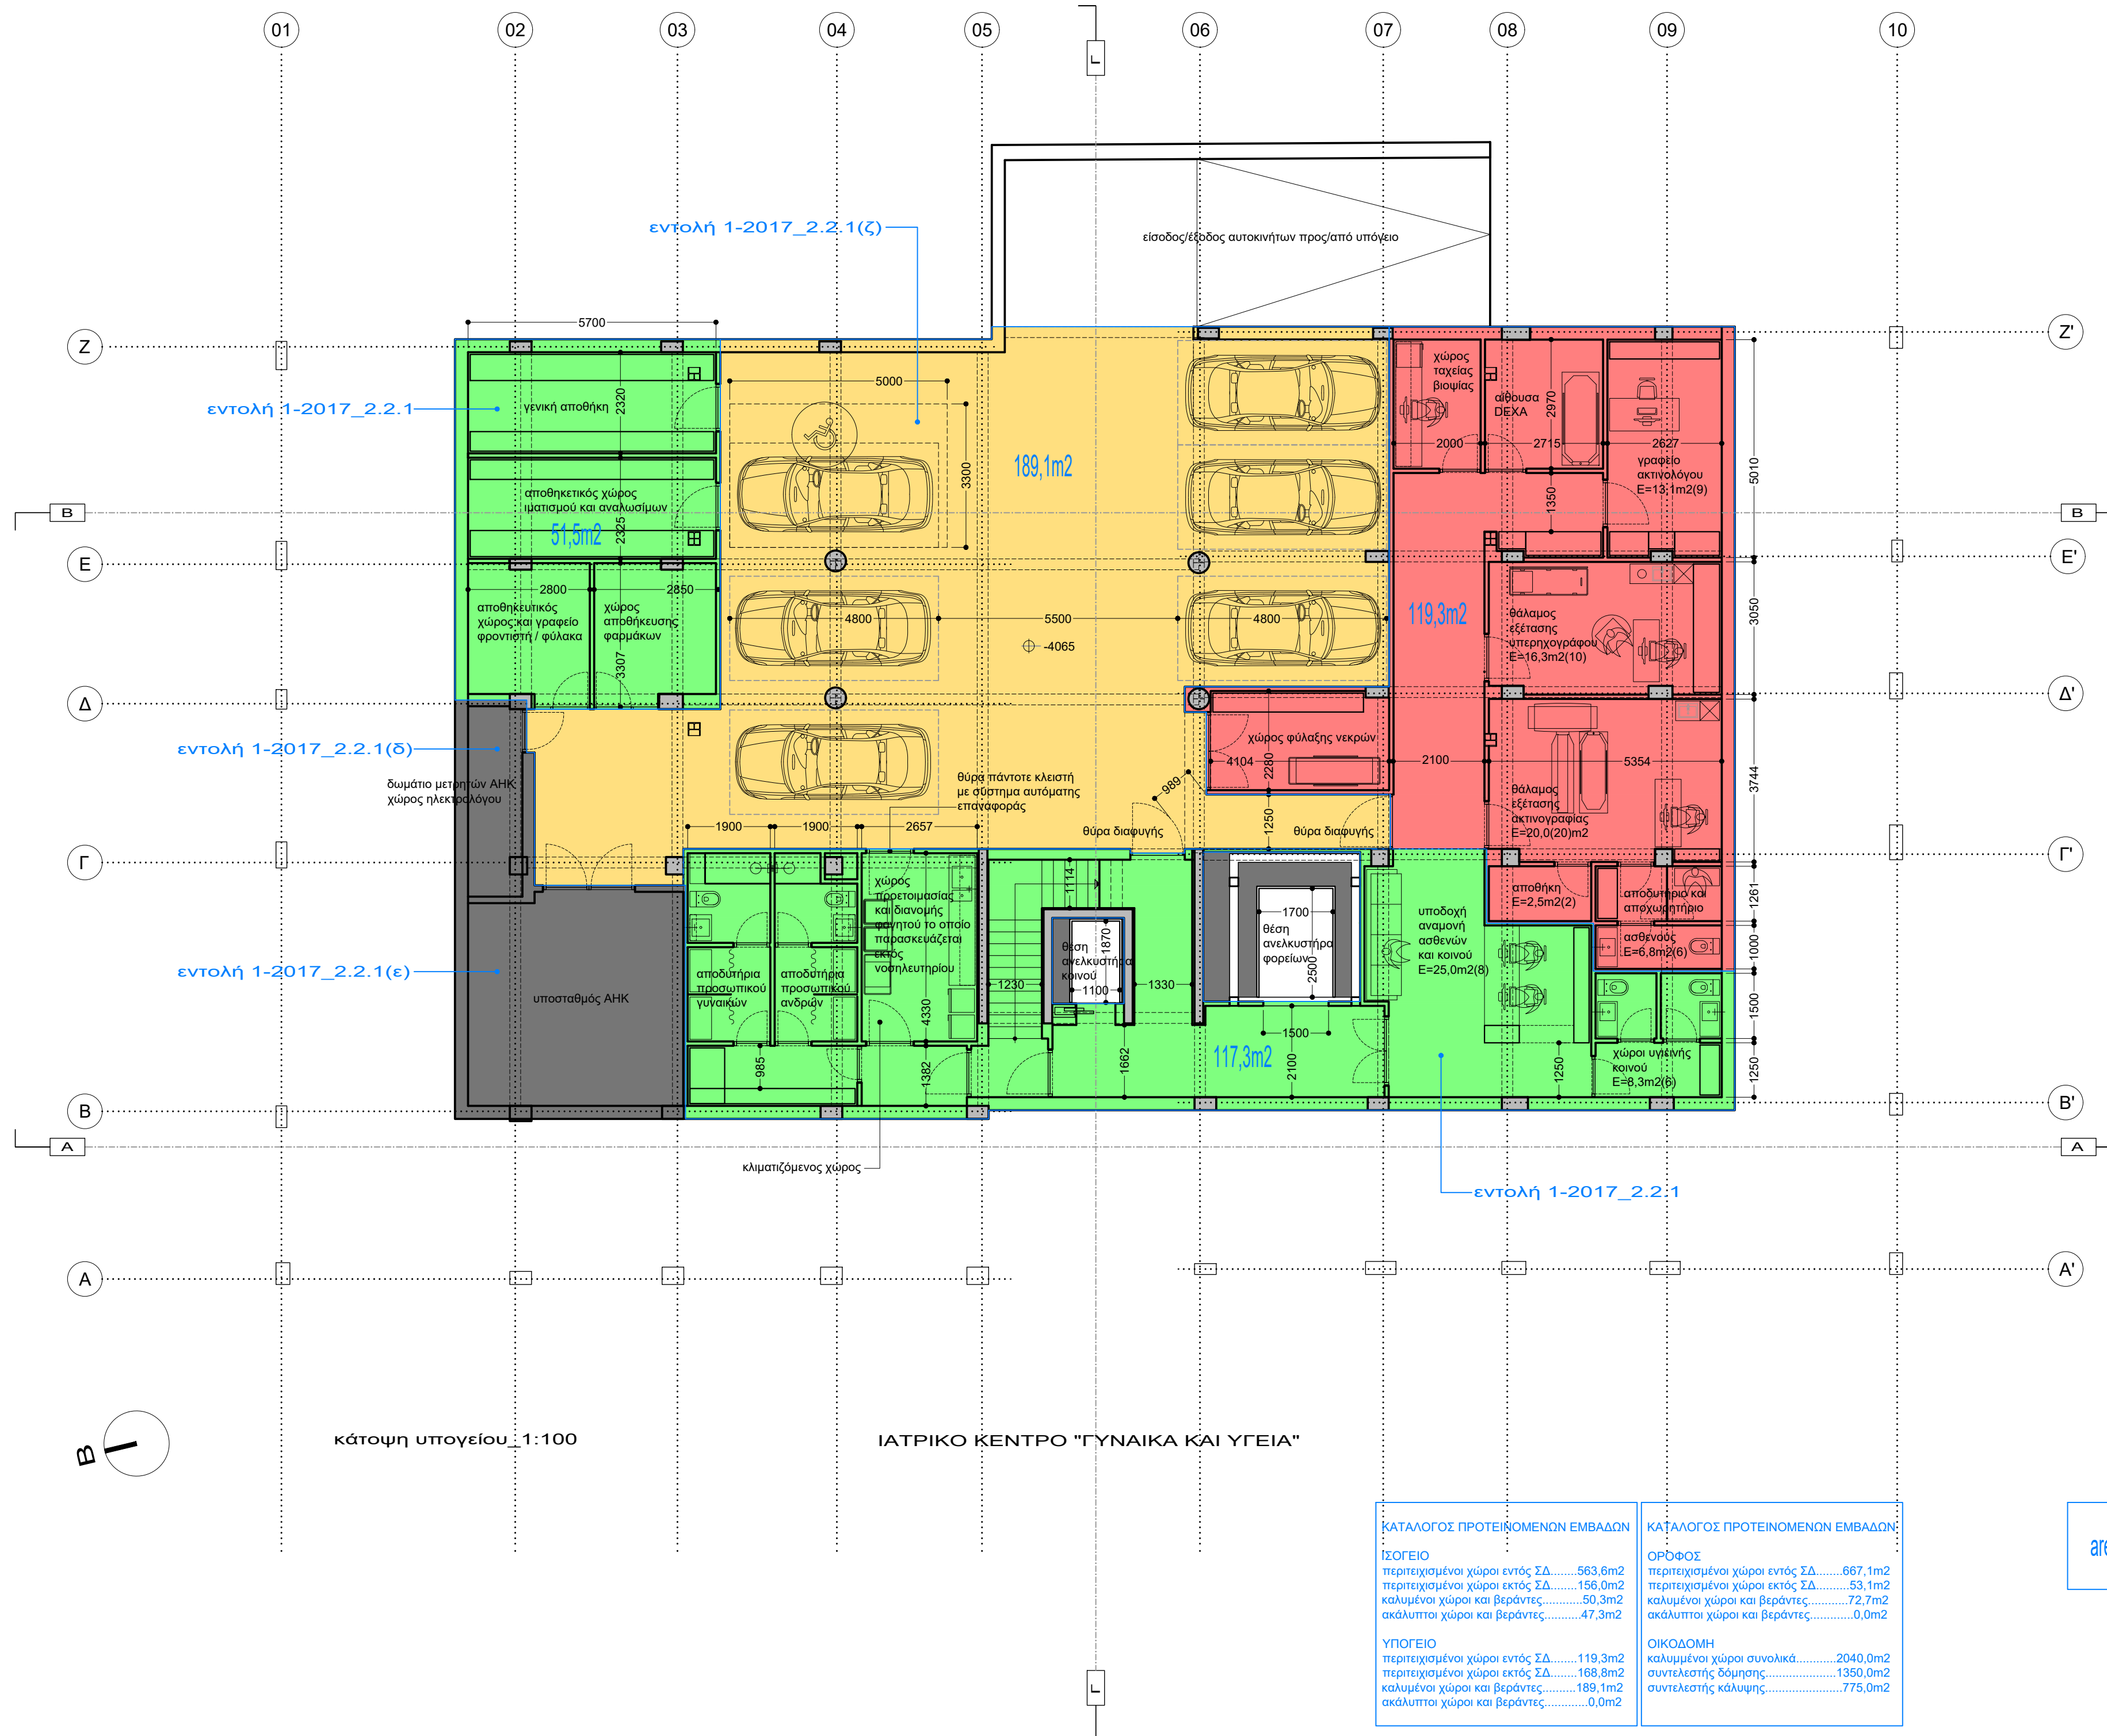 01 02 03 04 05 06 07 08 09 10
Γ
είσοδος/έξοδος αυτοκινήτων προς/από υπόγειο
εντολή 1-2017_2.2.1(ζ)
Ζ
Ζ'
5700
γενική αποθήκη
2320
εντολή 1-2017_2.2.1
5000
3300
189,1m2
χώρος
ταχείας
βιοψίας
2000
αίθουσα
DEXA
2970
2715
2627
γραφείο
ακτινολόγου
Ε=13,1m2(9)
5010
1350
αποθηκετικός χώρος
ιματισμού και αναλωσίμων
51,5m2
2325
B
B
Ε
Ε'
2800
2850
αποθηκευτικός
χώρος και γραφείο
φροντιστή / φύλακα
χώρος
αποθήκευσης
φαρμάκων
3307
4800
5500
4800
-4065
119,3m2
θάλαμος
εξέτασης
υπερηχογράφου
Ε=16,3m2(10)
3050
Δ
Δ'
εντολή 1-2017_2.2.1(δ)
δωμάτιο μετρητών ΑΗΚ
χώρος ηλεκτρολόγου
χώρος φύλαξης νεκρών
4104
2280
2100
5354
3744
θάλαμος
εξέτασης
ακτινογραφίας
Ε=20,0(20)m2
θύρα πάντοτε κλειστή
με σύστημα αυτόματης
επαναφοράς
989
1250
θύρα διαφυγής
θύρα διαφυγής
1900
1900
2657
Γ
Γ'
1114
χώρος
προετοιμασίας
και διανομής
φαγητού το οποίο
παρασκευάζεται
εκτός
νοσηλευτηρίου
αποθήκη
Ε=2,5m2(2)
αποδυτήριο και
αποχωρητήριο
1261
ασθενούς
Ε=6,8m2(6)
1000
1700
θέση
ανελκυστήρα
φορείων
2500
υποδοχή
αναμονή
ασθενών
και κοινού
Ε=25,0m2(8)
1870
θέση
ανελκυστήρα
κοινού
1100
1230
1330
εντολή 1-2017_2.2.1(ε)
υποσταθμός ΑΗΚ
αποδυτήρια
προσωπικού
γυναικών
αποδυτήρια
προσωπικού
ανδρών
4330
1500
1500
985
1382
1662
117,3m2
2100
1250
χώροι υγιεινής
κοινού
Ε=8,3m2(6)
1250
Β
Β'
A
A
κλιματιζόμενος χώρος
εντολή 1-2017_2.2.1
Α
Α'
Β
κάτοψη υπογείου_1:100
ΙΑΤΡΙΚΟ ΚΕΝΤΡΟ "ΓΥΝΑΙΚΑ ΚΑΙ ΥΓΕΙΑ"
ΚΑΤΑΛΟΓΟΣ ΠΡΟΤΕΙΝΟΜΕΝΩΝ ΕΜΒΑΔΩΝ
ΙΣΟΓΕΙΟ
περιτειχισμένοι χώροι εντός ΣΔ.......563,6m2
περιτειχισμένοι χώροι εκτός ΣΔ.......156,0m2
καλυμένοι χώροι και βεράντες............50,3m2
ακάλυπτοι χώροι και βεράντες...........47,3m2
ΥΠΟΓΕΙΟ
περιτειχισμένοι χώροι εντός ΣΔ.......119,3m2
περιτειχισμένοι χώροι εκτός ΣΔ.......168,8m2
καλυμένοι χώροι και βεράντες..........189,1m2
ακάλυπτοι χώροι και βεράντες.............0,0m2
ΚΑΤΑΛΟΓΟΣ ΠΡΟΤΕΙΝΟΜΕΝΩΝ ΕΜΒΑΔΩΝ
ΟΡΟΦΟΣ
περιτειχισμένοι χώροι εντός ΣΔ.......667,1m2
περιτειχισμένοι χώροι εκτός ΣΔ.........53,1m2
καλυμένοι χώροι και βεράντες............72,7m2
ακάλυπτοι χώροι και βεράντες.............0,0m2
ΟΙΚΟΔΟΜΗ
καλυμμένοι χώροι συνολικά............2040,0m2
συντελεστής δόμησης.....................1350,0m2
συντελεστής κάλυψης.......................775,0m2
Γ